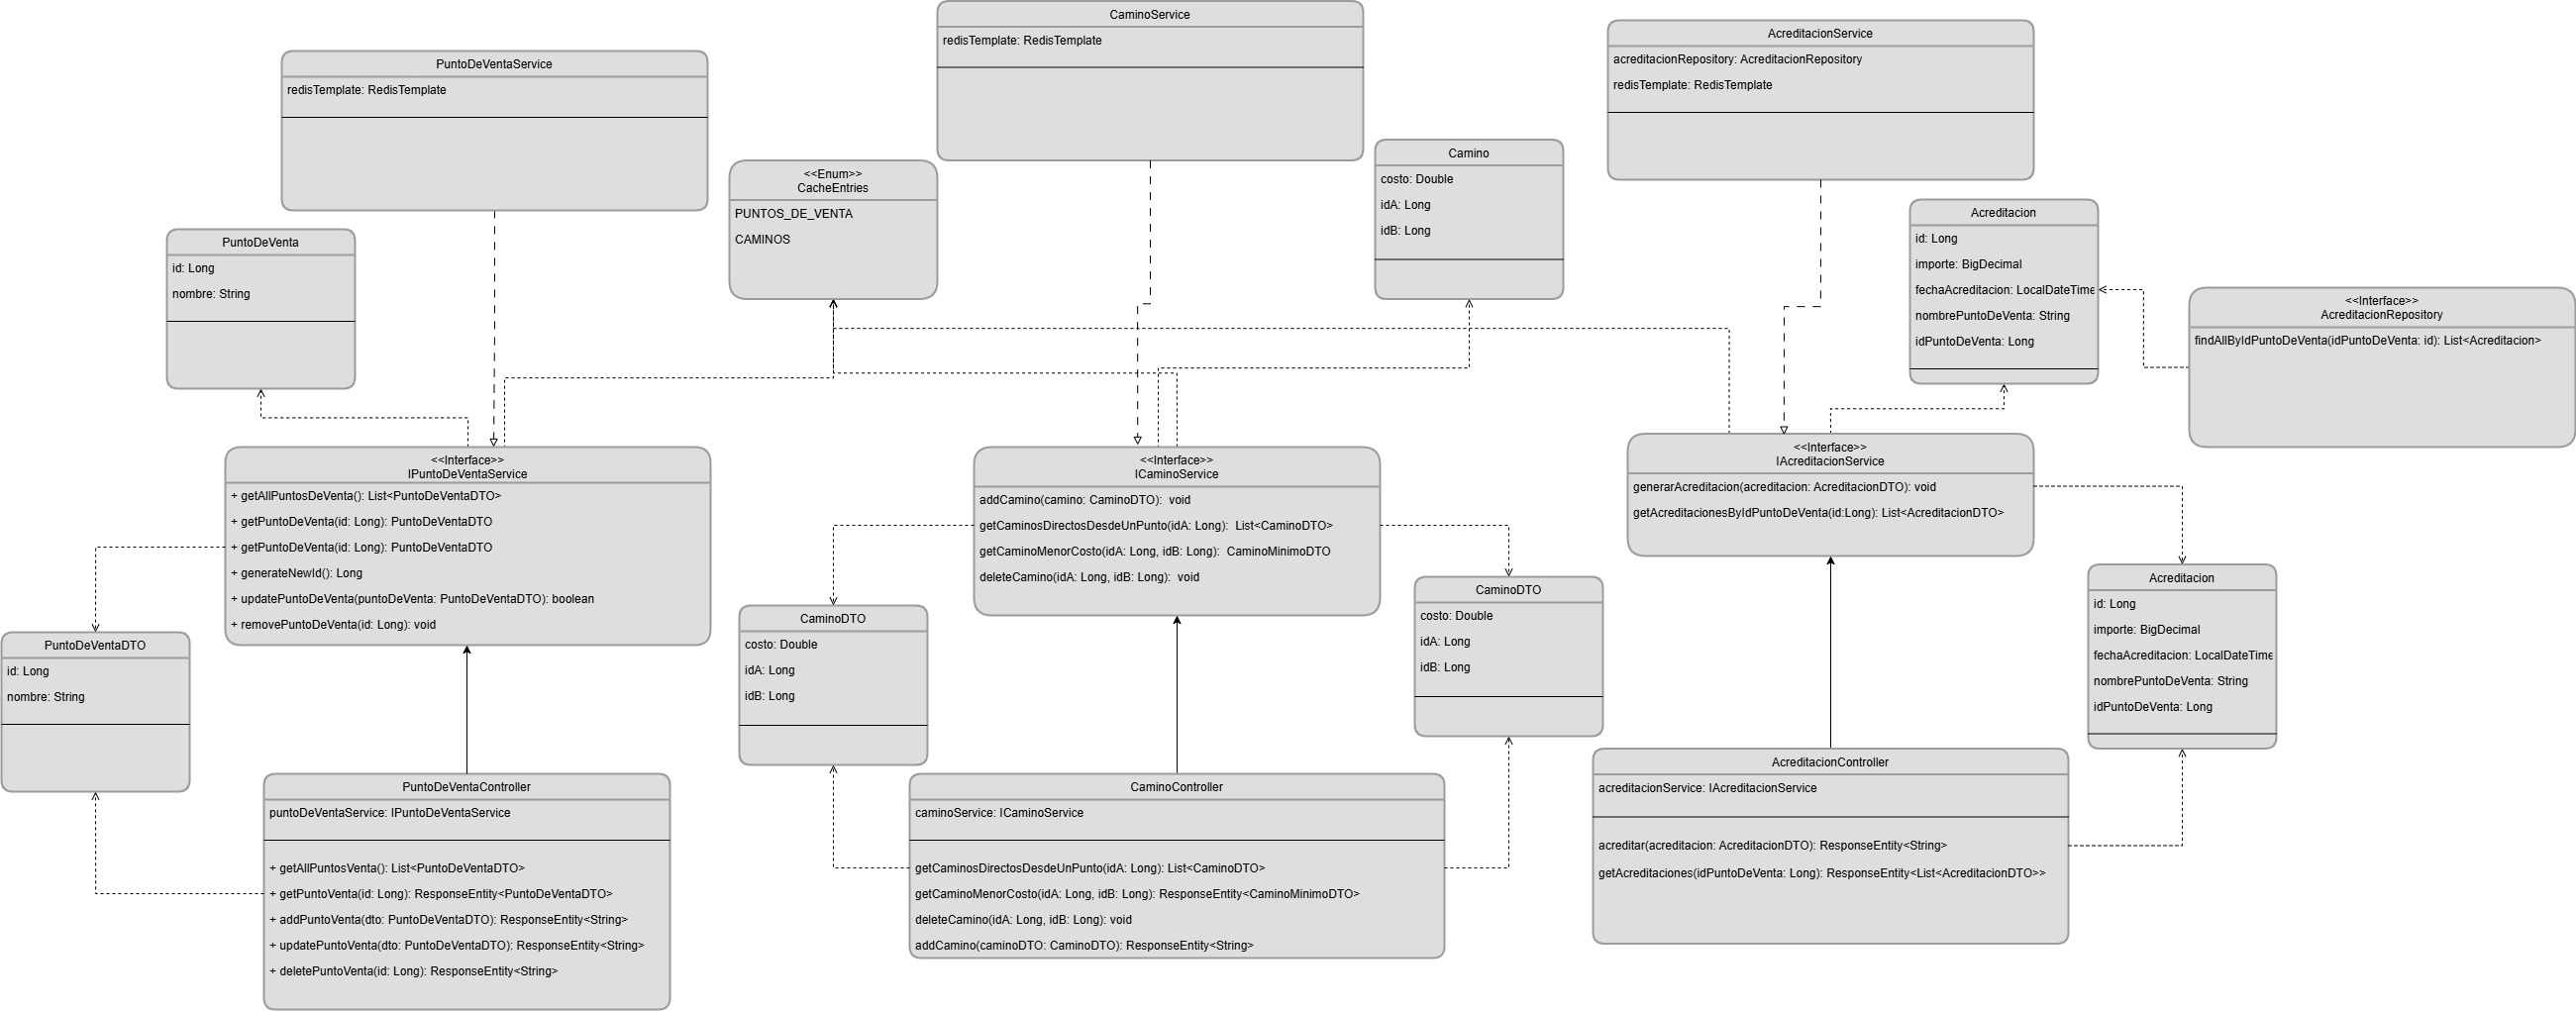 CaminoService
redisTemplate: RedisTemplate
AcreditacionService
acreditacionRepository: AcreditacionRepository
redisTemplate: RedisTemplate
PuntoDeVentaService
redisTemplate: RedisTemplate
<<Enum>>
CacheEntries
PUNTOS_DE_VENTA
CAMINOS
Camino
costo: Double
idA: Long
idB: Long
PuntoDeVenta
id: Long
nombre: String
Acreditacion
id: Long
importe: BigDecimal
fechaAcreditacion: LocalDateTime
nombrePuntoDeVenta: String
idPuntoDeVenta: Long
<<Interface>>
AcreditacionRepository
findAllByIdPuntoDeVenta(idPuntoDeVenta: id): List<Acreditacion>
<<Interface>>
IPuntoDeVentaService
+ getAllPuntosDeVenta(): List<PuntoDeVentaDTO>
+ getPuntoDeVenta(id: Long): PuntoDeVentaDTO
+ getPuntoDeVenta(id: Long): PuntoDeVentaDTO
+ generateNewId(): Long
+ updatePuntoDeVenta(puntoDeVenta: PuntoDeVentaDTO): boolean
+ removePuntoDeVenta(id: Long): void
<<Interface>>
ICaminoService
addCamino(camino: CaminoDTO): void
getCaminosDirectosDesdeUnPunto(idA: Long): List<CaminoDTO>
getCaminoMenorCosto(idA: Long, idB: Long): CaminoMinimoDTO
deleteCamino(idA: Long, idB: Long): void
<<Interface>>
IAcreditacionService
generarAcreditacion(acreditacion: AcreditacionDTO): void
getAcreditacionesByIdPuntoDeVenta(id:Long): List<AcreditacionDTO>
PuntoDeVentaDTO
id: Long
nombre: String
CaminoDTO
costo: Double
idA: Long
idB: Long
CaminoDTO
costo: Double
idA: Long
idB: Long
Acreditacion
id: Long
importe: BigDecimal
fechaAcreditacion: LocalDateTime
nombrePuntoDeVenta: String
idPuntoDeVenta: Long
PuntoDeVentaController
puntoDeVentaService: IPuntoDeVentaService
+ getAllPuntosVenta(): List<PuntoDeVentaDTO>
+ getPuntoVenta(id: Long): ResponseEntity<PuntoDeVentaDTO>
+ addPuntoVenta(dto: PuntoDeVentaDTO): ResponseEntity<String>
+ updatePuntoVenta(dto: PuntoDeVentaDTO): ResponseEntity<String>
+ deletePuntoVenta(id: Long): ResponseEntity<String>
CaminoController
caminoService: ICaminoService
getCaminosDirectosDesdeUnPunto(idA: Long): List<CaminoDTO>
getCaminoMenorCosto(idA: Long, idB: Long): ResponseEntity<CaminoMinimoDTO>
deleteCamino(idA: Long, idB: Long): void
addCamino(caminoDTO: CaminoDTO): ResponseEntity<String>
AcreditacionController
acreditacionService: IAcreditacionService
acreditar(acreditacion: AcreditacionDTO): ResponseEntity<String>
getAcreditaciones(idPuntoDeVenta: Long): ResponseEntity<List<AcreditacionDTO>>